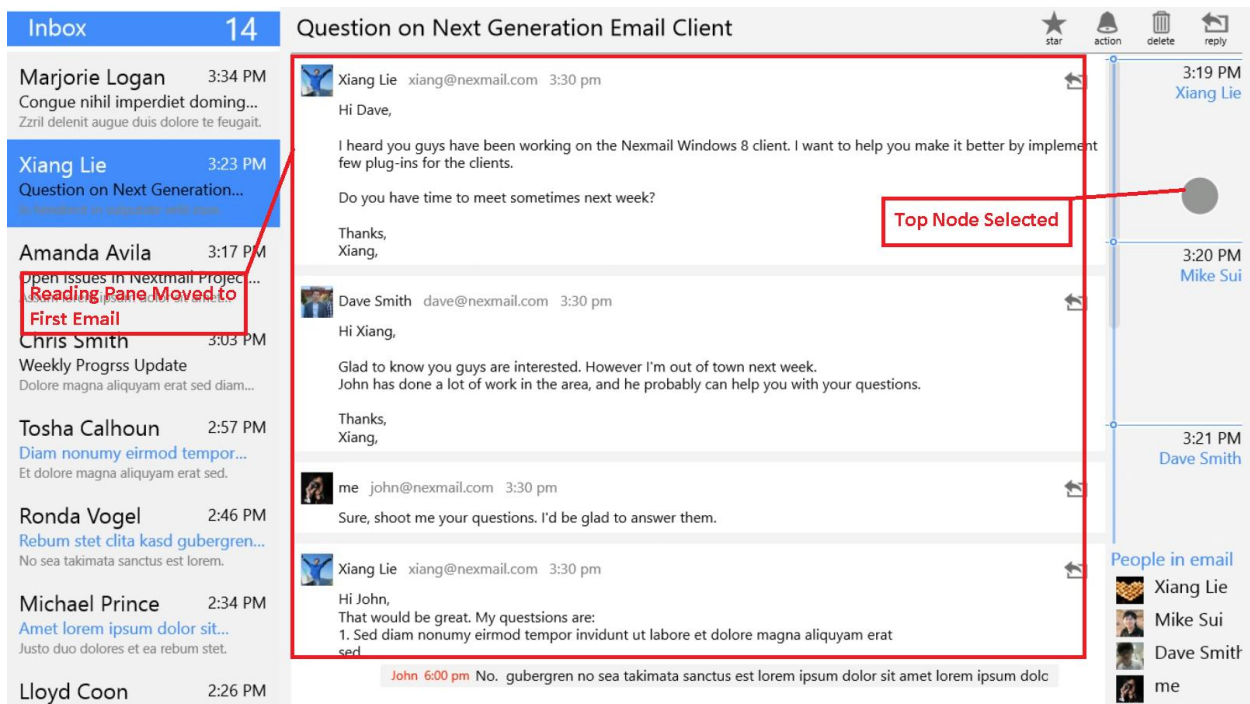 Inbox 14
Question on Next Generation Email Client
star action delete reply
Marjorie Logan 3:34 PM
Congue nihil imperdiet doming...
Zzril delenit augue duis dolore te feugait.
Xiang Lie 3:23 PM
Question on Next Generation...
Amanda Avila 3:17 PM
Open Issues in Nextmail Project...
Reading Pane Moved to
First Email
Chris Smith 3:03 PM
Weekly Progrss Update
Dolore magna aliquyam erat sed diam...
Tosha Calhoun 2:57 PM
Diam nonumy eirmod tempor...
Et dolore magna aliquyam erat sed.
Ronda Vogel 2:46 PM
Rebum stet clita kasd gubergren...
No sea takimata sanctus est lorem.
Michael Prince 2:34 PM
Amet lorem ipsum dolor sit...
Justo duo dolores et ea rebum stet.
Lloyd Coon 2:26 PM
Xiang Lie xiang@nexmail.com 3:30 pm
Hi Dave,
I heard you guys have been working on the Nexmail Windows 8 client. I want to help you make it better by implement
few plug-ins for the clients.
Do you have time to meet sometimes next week?
Thanks,
Xiang,
Top Node Selected
Dave Smith dave@nexmail.com 3:30 pm
Hi Xiang,
Glad to know you guys are interested. However I'm out of town next week.
John has done a lot of work in the area, and he probably can help you with your questions.
Thanks,
Xiang,
me john@nexmail.com 3:30 pm
Sure, shoot me your questions. I'd be glad to answer them.
Xiang Lie xiang@nexmail.com 3:30 pm
Hi John,
That would be great. My questsions are:
1. Sed diam nonumy eirmod tempor invidunt ut labore et dolore magna aliquyam erat
sed
John 6:00 pm No. gubergren no sea takimata sanctus est lorem ipsum dolor sit amet lorem ipsum dolc
3:19 PM
Xiang Lie
3:20 PM
Mike Sui
3:21 PM
Dave Smith
People in email
Xiang Lie
Mike Sui
Dave Smith
me